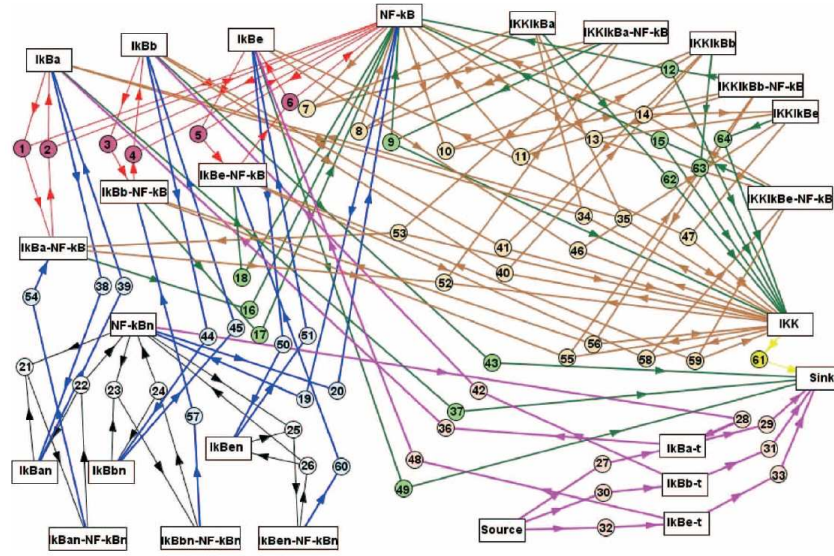 NF-kB
IkBa
IkBb
IkBe
IKKIkBa
IKKIkBa-NF-kB
IKKIkBb
IKKIkBb-NF-kB
IKKIkBe
IKKIkBe-NF-kB
6
7
8
9
12
14
13
15
64
1
2
3
4
5
10
11
63
62
IkBb-NF-kB
IkBe-NF-kB
34
35
53
47
IkBa-NF-kB
41
46
40
18
52
54
38
39
16
17
NF-kBn
44
45
50
51
56
IKK
55
58
59
61
43
Sink
21
22
23
24
20
19
42
57
37
36
28
29
25
IkBen
IkBa-t
31
IkBan
IkBbn
26
60
48
27
33
49
30
IkBb-t
Source
32
IkBe-t
IkBan-NF-kBn
IkBbn-NF-kBn
IkBen-NF-kBn